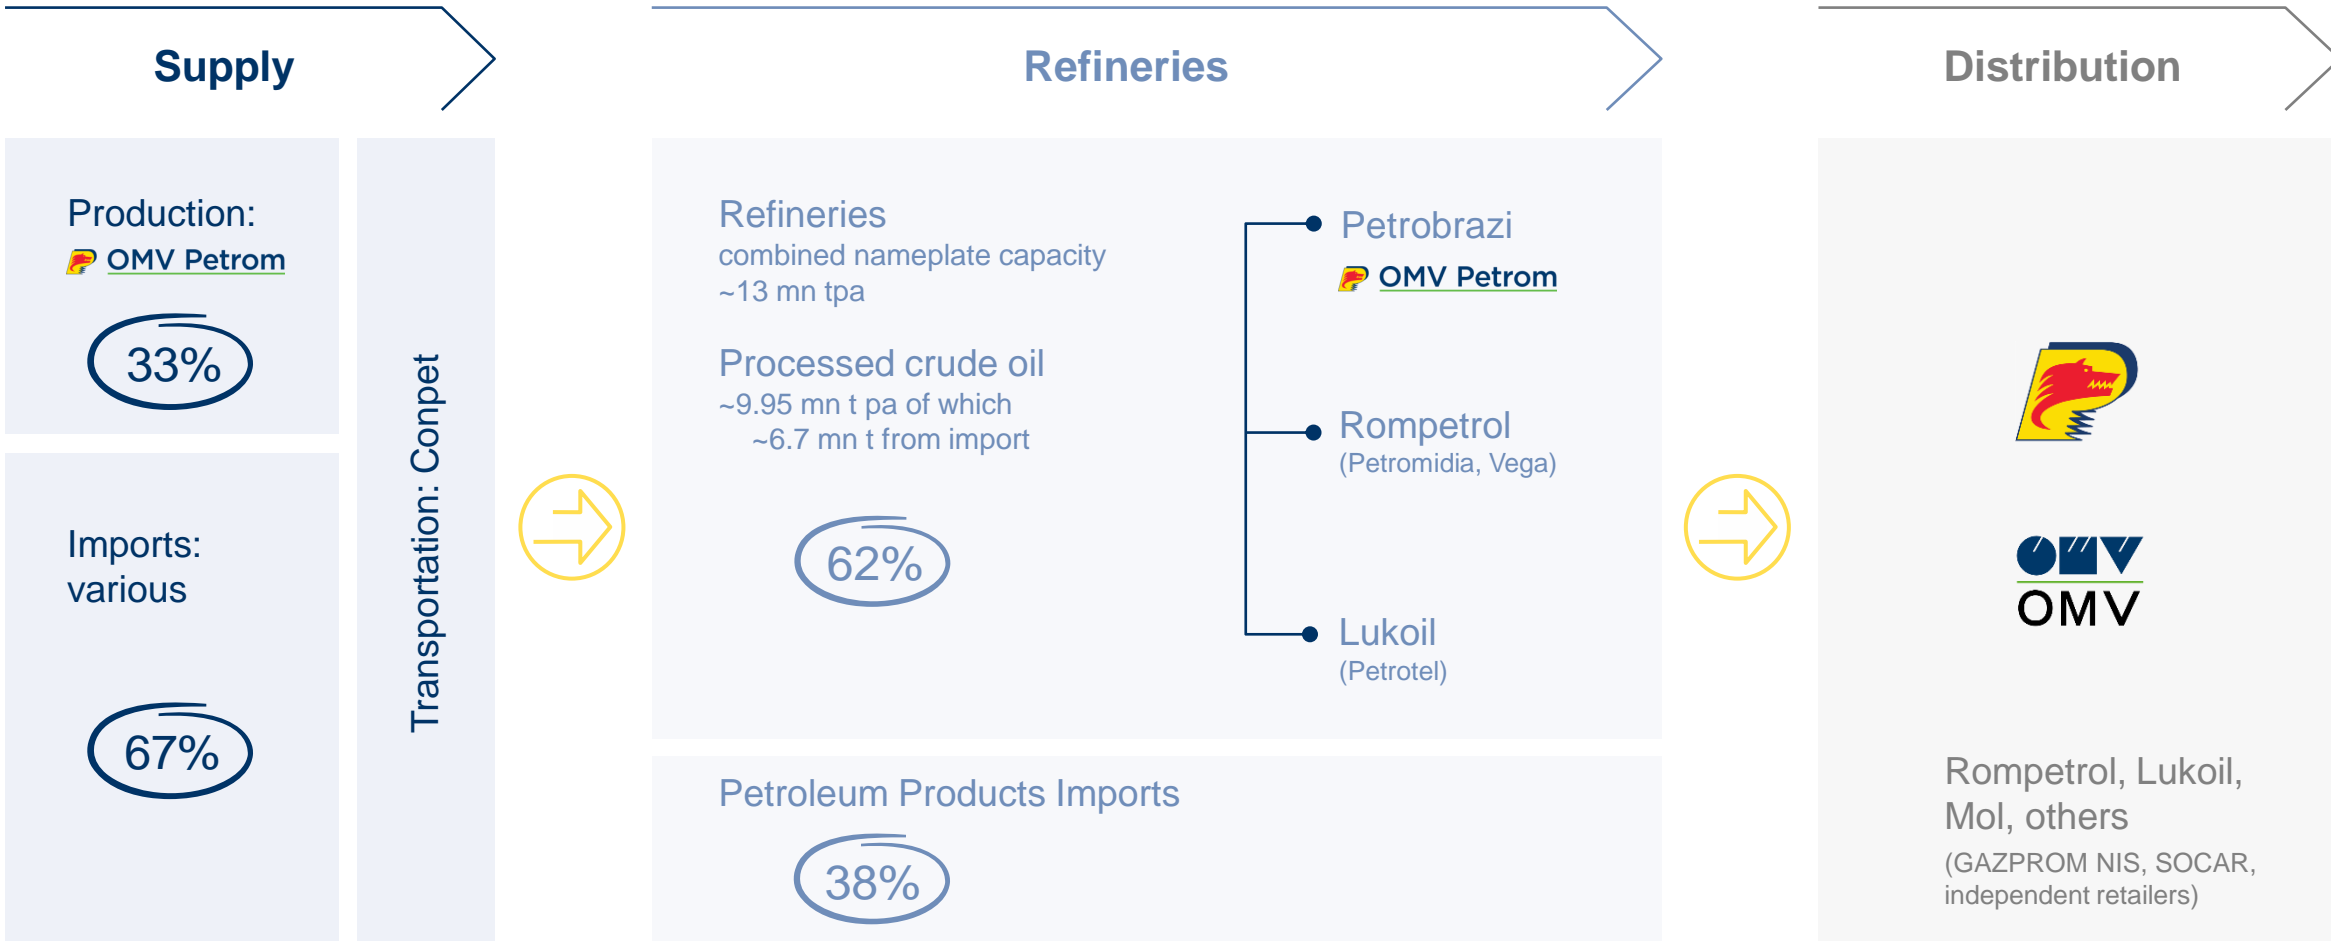 Supply
Refineries
Distribution
Production:
OMV Petrom
33%
Imports:
various
67%
Transportation: Conpet
Refineries
combined nameplate capacity
~13 mn tpa
Processed crude oil
~9.95 mn t pa of which
~6.7 mn t from import
62%
Petrobrazi
OMV Petrom
Rompetrol
(Petromidia, Vega)
Lukoil
(Petrotel)
Petroleum Products Imports
38%
OMV
OMV
Rompetrol, Lukoil,
Mol, others
(GAZPROM NIS, SOCAR,
independent retailers)